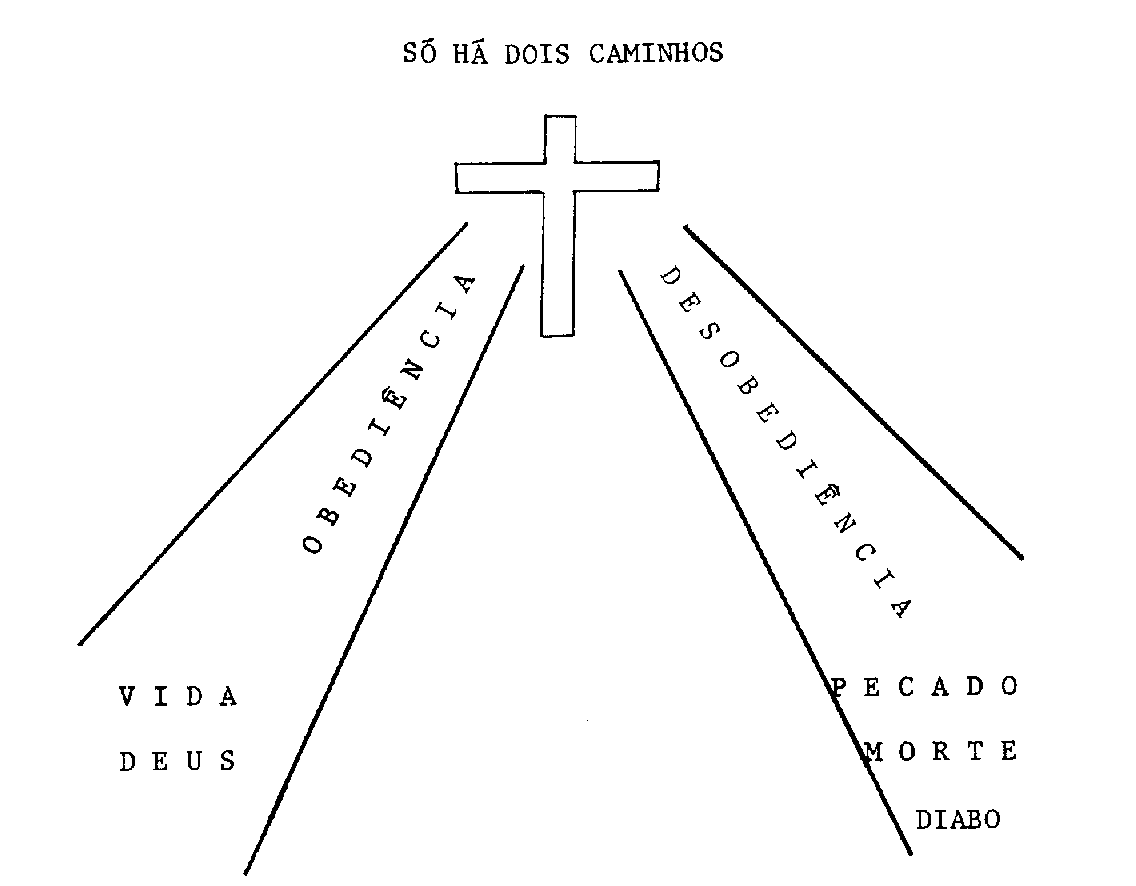 SÓ HÁ DOIS CAMINHOS
OBEDIÊNCIA
DESOBEDIÊNCIA
VIDA
DEUS
PECADO
MORTE
DIABO